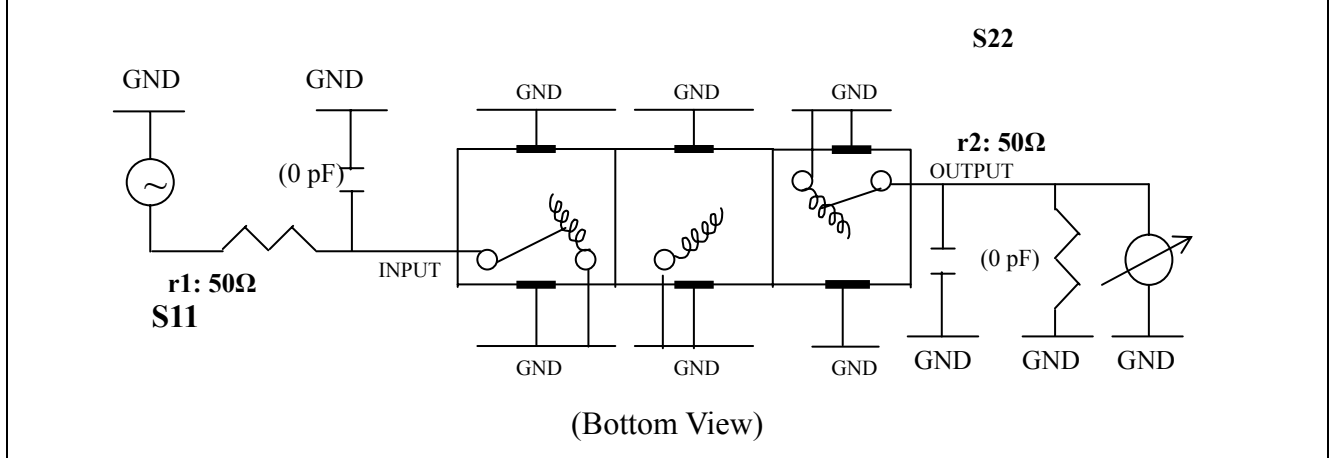 S22
GND
GND
GND
GND
GND
r2: 50Ω
(0 pF)
OUTPUT
INPUT
(0 pF)
r1: 50Ω
S11
GND
GND
GND
GND
GND
GND
(Bottom View)